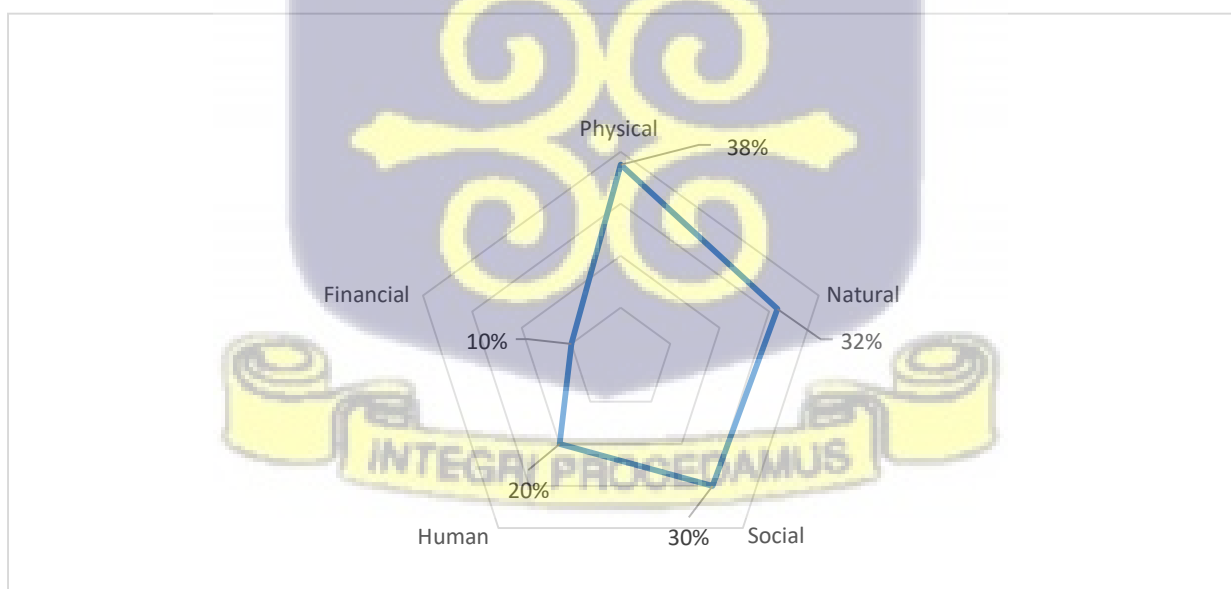 Physical
38%
Financial
Natural
10%
32%
INTEGRI PROCEDAMUS
20%
Human
30%
Social